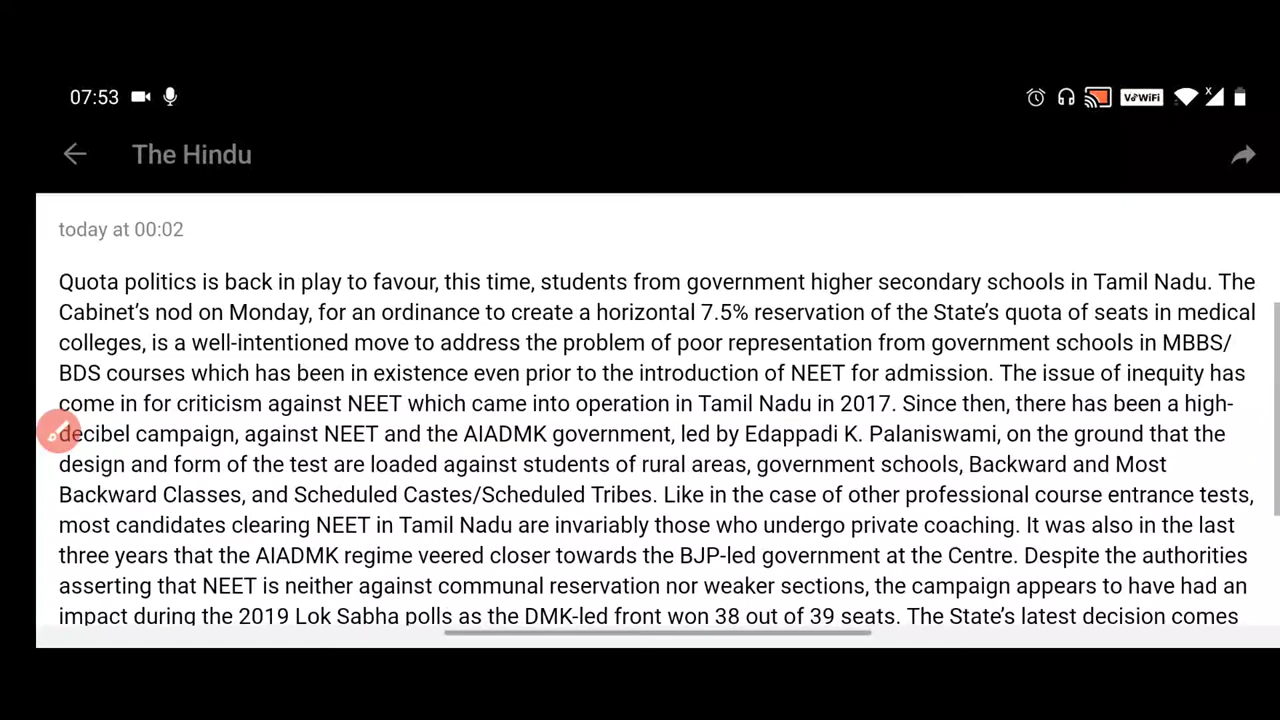 07:53
VoWiFi
The Hindu
today at 00:02
Quota politics is back in play to favour, this time, students from government higher secondary schools in Tamil Nadu. The
Cabinet’s nod on Monday, for an ordinance to create a horizontal 7.5% reservation of the State’s quota of seats in medical
colleges, is a well-intentioned move to address the problem of poor representation from government schools in MBBS/
BDS courses which has been in existence even prior to the introduction of NEET for admission. The issue of inequity has
come in for criticism against NEET which came into operation in Tamil Nadu in 2017. Since then, there has been a high-
decibel campaign, against NEET and the AIADMK government, led by Edappadi K. Palaniswami, on the ground that the
design and form of the test are loaded against students of rural areas, government schools, Backward and Most
Backward Classes, and Scheduled Castes/Scheduled Tribes. Like in the case of other professional course entrance tests,
most candidates clearing NEET in Tamil Nadu are invariably those who undergo private coaching. It was also in the last
three years that the AIADMK regime veered closer towards the BJP-led government at the Centre. Despite the authorities
asserting that NEET is neither against communal reservation nor weaker sections, the campaign appears to have had an
impact during the 2019 Lok Sabha polls as the DMK-led front won 38 out of 39 seats. The State’s latest decision comes